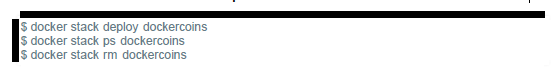 $ docker stack deploy dockercoins
$ docker stack ps dockercoins
$ docker stack rm dockercoins